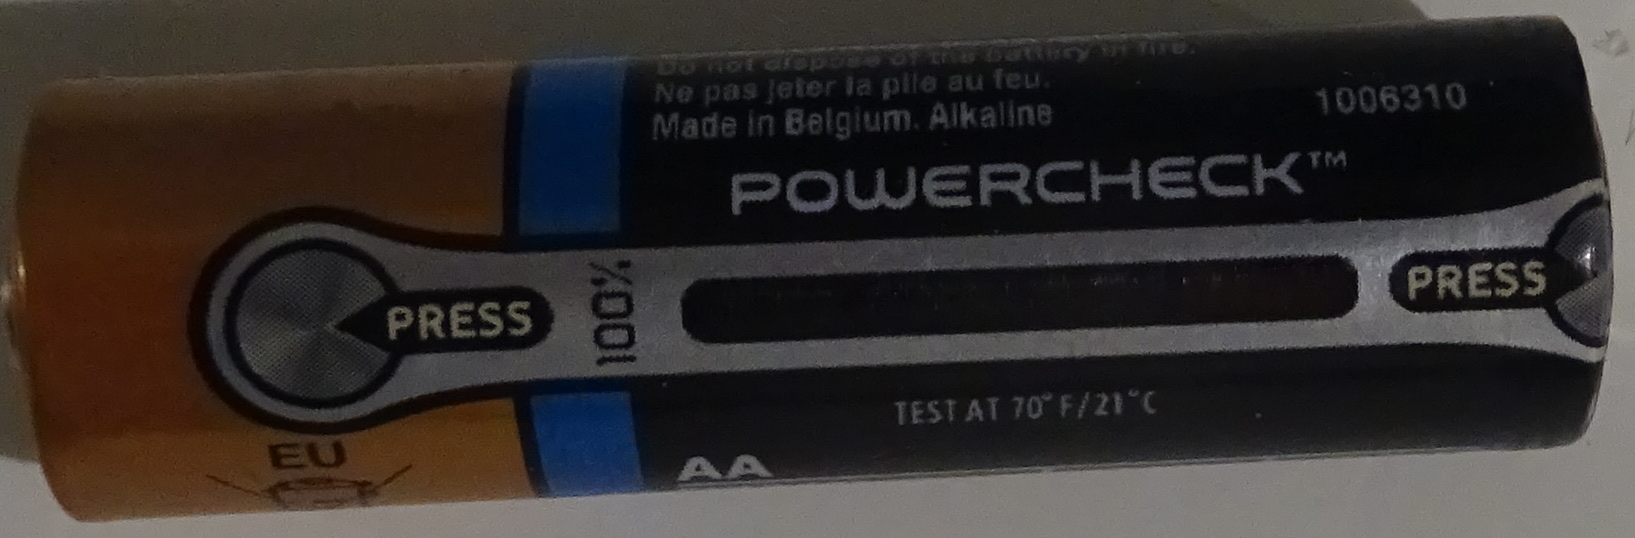 Do not dispose of the battery in fire.
Ne pas jeter la pile au feu.
Made in Belgium. Alkaline
1006310
POWERCHECK™
PRESS
100%
PRESS
TEST AT 70°F/21°C
EU
AA